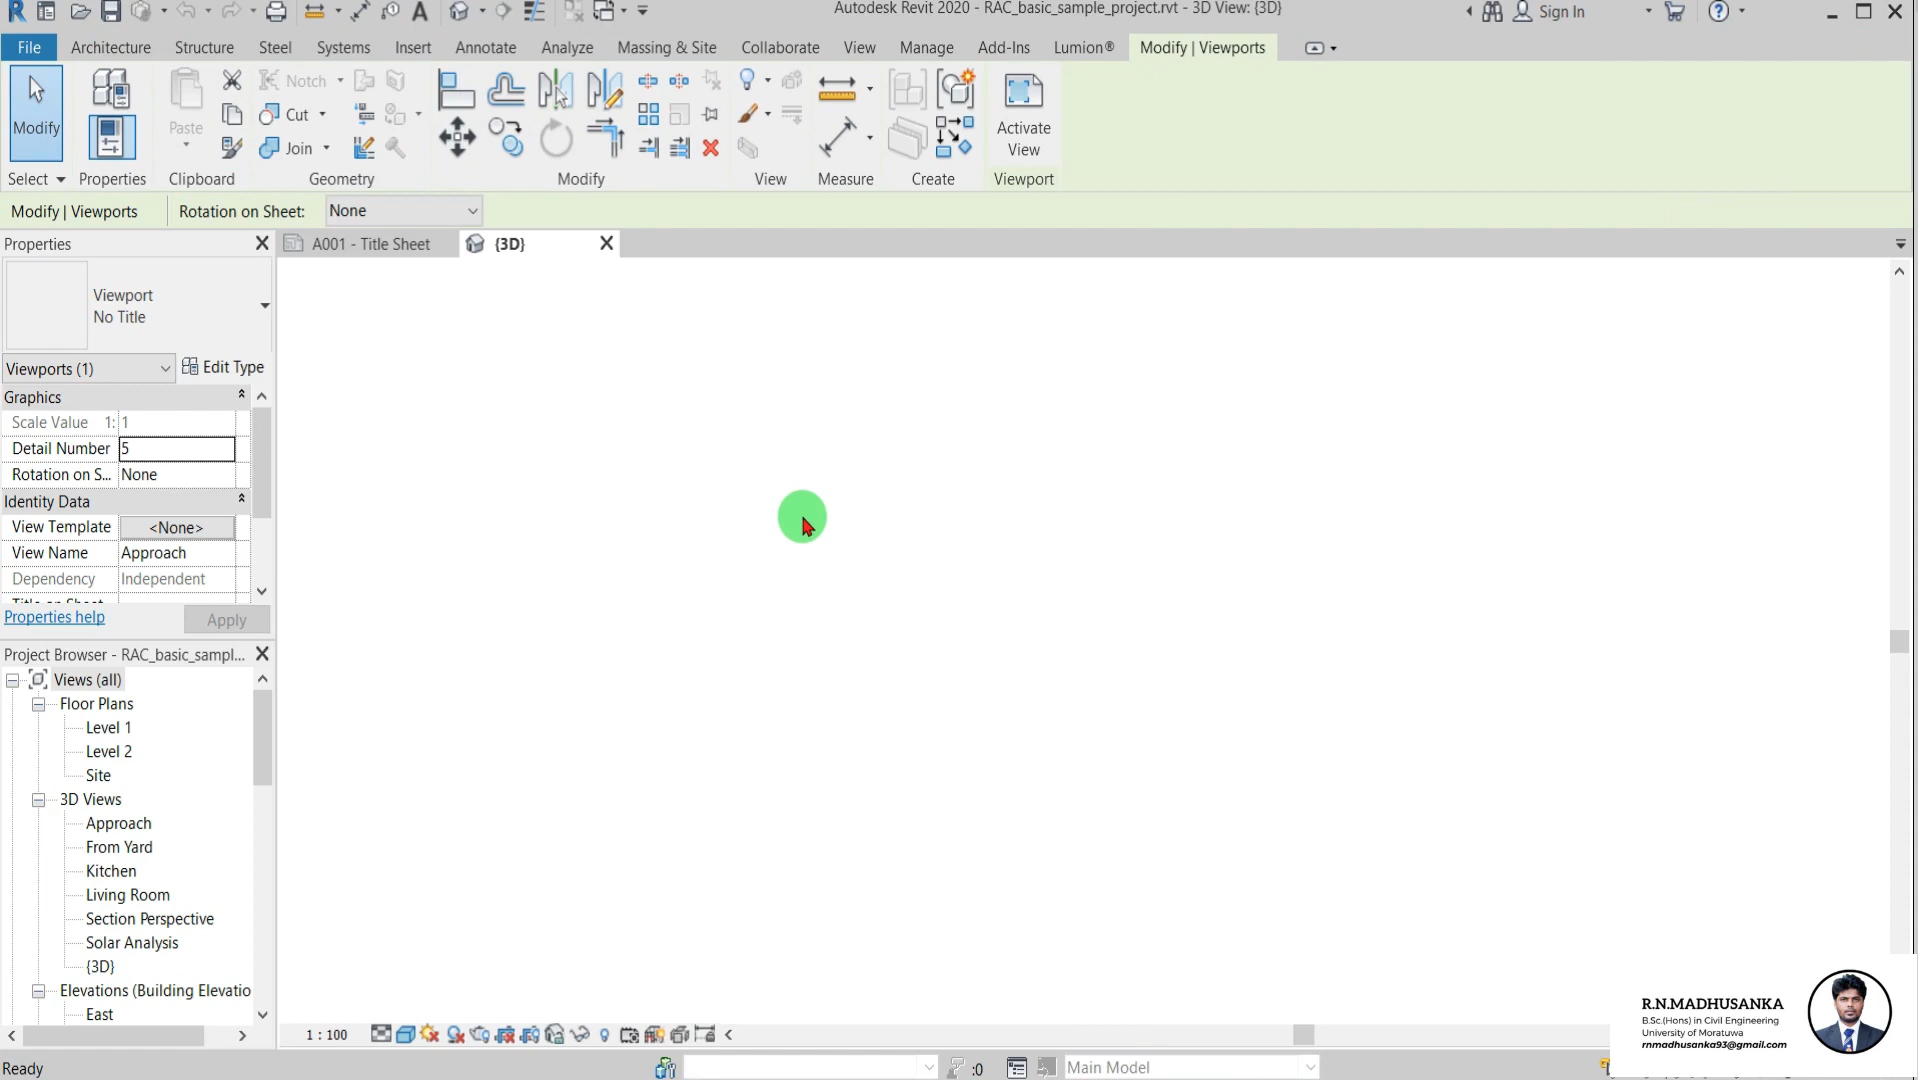 Autodesk Revit 2020 - RAC_basic_sample_project.rvt - 3D View: {3D}
Sign In
File
Architecture
Structure
Steel
Systems
Insert
Annotate
Analyze
Massing & Site
Collaborate
View
Manage
Add-Ins
Lumion®
Modify | Viewports
Modify
Paste
Notch
Cut
Join
Activate
View
Select
Properties
Clipboard
Geometry
Modify
View
Measure
Create
Viewport
Modify | Viewports
Rotation on Sheet:
None
Properties
A001 - Title Sheet
{3D}
Viewport
No Title
Viewports (1)
Edit Type
Graphics
Scale Value 1: 1
Detail Number 5
Rotation on S... None
Identity Data
View Template <None>
View Name Approach
Dependency Independent
Properties help
Apply
Project Browser - RAC_basic_sampl...
Views (all)
Floor Plans
Level 1
Level 2
Site
3D Views
Approach
From Yard
Kitchen
Living Room
Section Perspective
Solar Analysis
{3D}
Elevations (Building Elevatio
East
1 : 100
R.N.MADHUSANKA
B.Sc.(Hons) in Civil Engineering
University of Moratuwa
rnmadhusanka93@gmail.com
Ready
:0
Main Model